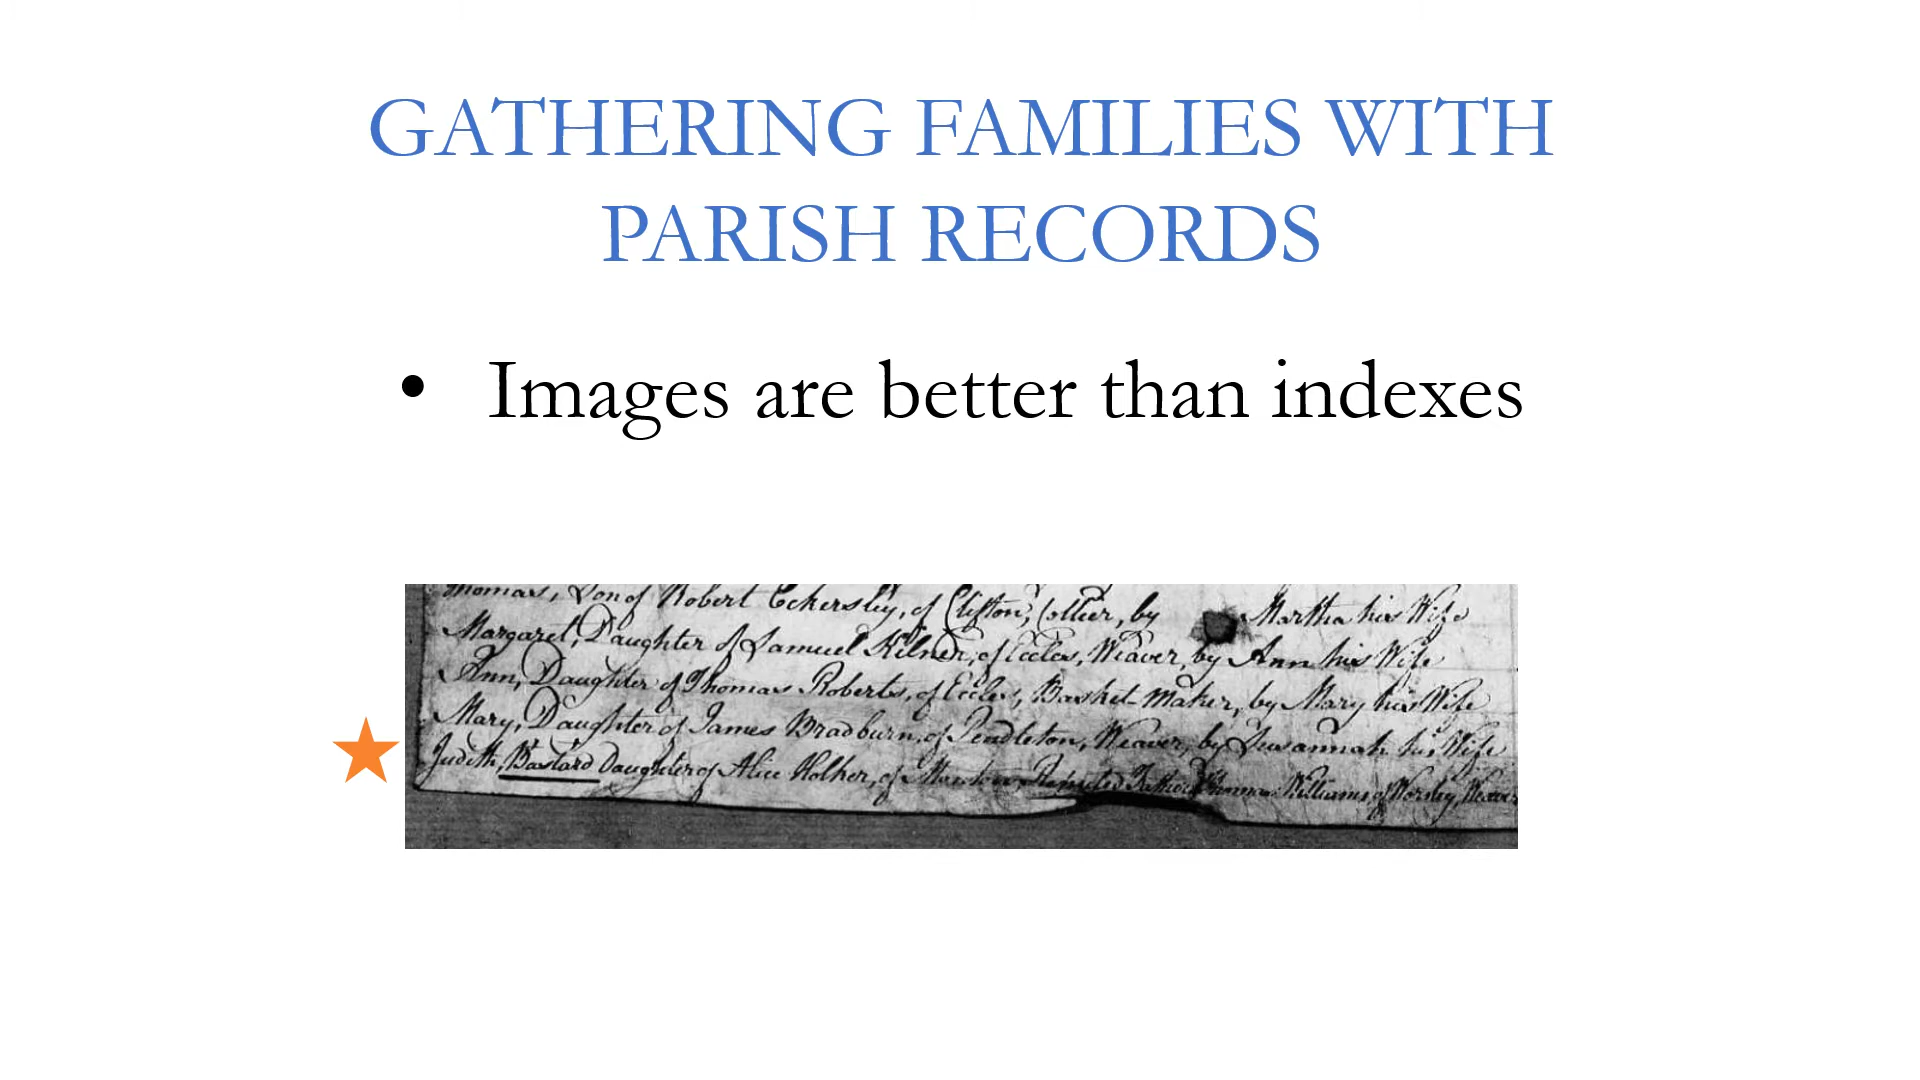 GATHERING FAMILIES WITH
PARISH RECORDS
• Images are better than indexes
Thomas, Son of Robert Eckersley, of Clifton, Collier, by Martha his Wife
Margaret, Daughter of Samuel Kilner, of Eccles, Weaver, by Ann his Wife
Ann, Daughter of Thomas Roberts, of Eccles, Basket-Maker, by Mary his Wife
Mary, Daughter of James Bradburn, of Pendleton, Weaver, by Susannah his Wife
Judith, Bastard Daughter of Alice Holker, of Monton, Reputed Father Thomas Williams of Worsley, Weaver